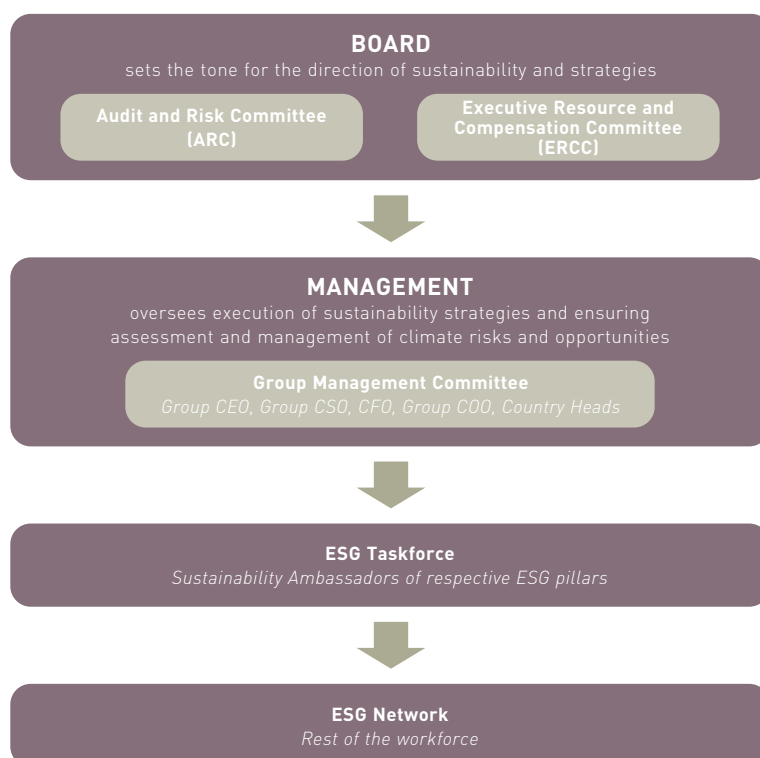 BOARD
sets the tone for the direction of sustainability and strategies
Audit and Risk Committee
(ARC)
Executive Resource and
Compensation Committee
(ERCC)
MANAGEMENT
oversees execution of sustainability strategies and ensuring
assessment and management of climate risks and opportunities
Group Management Committee
Group CEO, Group CSO, CFO, Group COO, Country Heads
ESG Taskforce
Sustainability Ambassadors of respective ESG pillars
ESG Network
Rest of the workforce